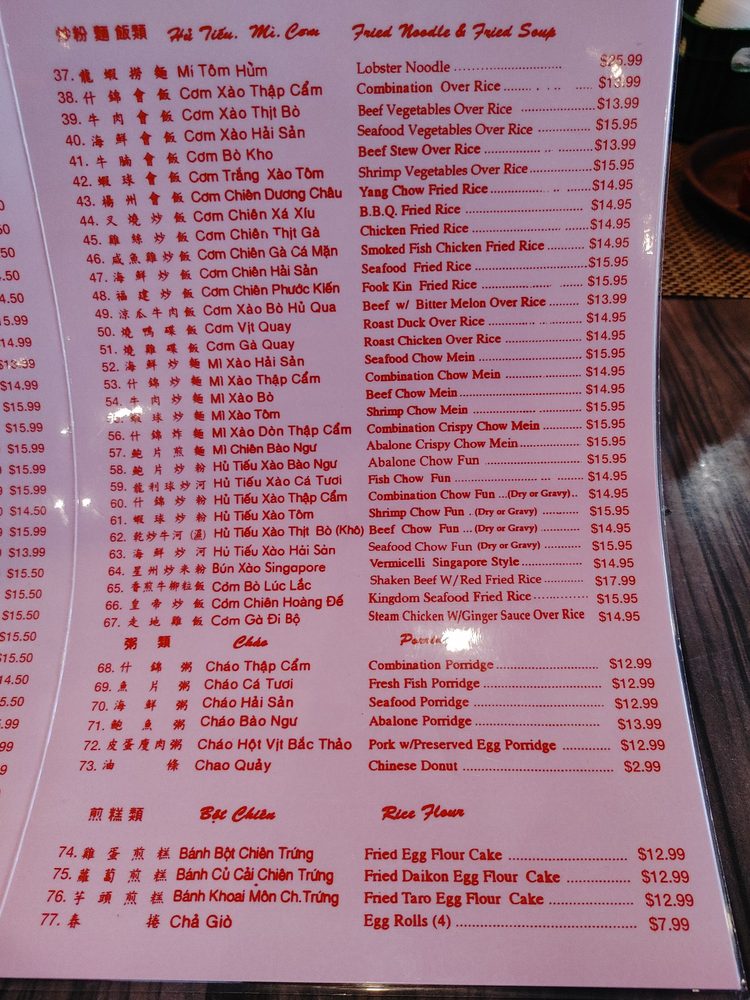 炒粉麵飯類 Hủ Tiếu. Mì. Cơm Fried Noodle & Fried Soup
37. 龍蝦撈麵 Mì Tôm Hùm Lobster Noodle $25.99
38. 什錦會飯 Cơm Xào Thập Cẩm Combination Over Rice $13.99
39. 牛肉會飯 Cơm Xào Thịt Bò Beef Vegetables Over Rice $13.99
40. 海鮮會飯 Cơm Xào Hải Sản Seafood Vegetables Over Rice $15.95
41. 牛腩會飯 Cơm Bò Kho Beef Stew Over Rice $13.99
42. 蝦球會飯 Cơm Trắng Xào Tôm Shrimp Vegetables Over Rice $15.95
43. 楊州會飯 Cơm Chiên Dương Châu Yang Chow Fried Rice $14.95
44. 叉燒炒飯 Cơm Chiên Xá Xíu B.B.Q. Fried Rice $14.95
45. 雞絲炒飯 Cơm Chiên Thịt Gà Chicken Fried Rice $14.95
46. 咸魚雞炒飯 Cơm Chiên Gà Cá Mặn Smoked Fish Chicken Fried Rice $14.95
47. 海鮮炒飯 Cơm Chiên Hải Sản Seafood Fried Rice $15.95
48. 福建炒飯 Cơm Chiên Phước Kiến Fook Kin Fried Rice $15.95
49. 涼瓜牛肉飯 Cơm Xào Bò Hủ Qua Beef w/ Bitter Melon Over Rice $13.99
50. 燒鴨碟飯 Cơm Vịt Quay Roast Duck Over Rice $14.95
51. 燒雞碟飯 Cơm Gà Quay Roast Chicken Over Rice $14.95
52. 海鮮炒麵 Mì Xào Hải Sản Seafood Chow Mein $15.95
53. 什錦炒麵 Mì Xào Thập Cẩm Combination Chow Mein $14.95
54. 牛肉炒麵 Mì Xào Bò Beef Chow Mein $14.95
55. 蝦球炒麵 Mì Xào Tôm Shrimp Chow Mein $15.95
56. 什錦炸麵 Mì Xào Dòn Thập Cẩm Combination Crispy Chow Mein $15.95
57. 鮑片煎麵 Mì Chiên Bào Ngư Abalone Crispy Chow Mein $15.95
58. 鮑片炒粉 Hủ Tiếu Xào Bào Ngư Abalone Chow Fun $15.95
59. 龍利球炒河 Hủ Tiếu Xào Cá Tươi Fish Chow Fun $14.95
60. 什錦炒粉 Hủ Tiếu Xào Thập Cẩm Combination Chow Fun (Dry or Gravy) $14.95
61. 蝦球炒粉 Hủ Tiếu Xào Tôm Shrimp Chow Fun (Dry or Gravy) $15.95
62. 乾炒牛河 (濕) Hủ Tiếu Xào Thịt Bò (Khô) Beef Chow Fun (Dry or Gravy) $14.95
63. 海鮮炒河 Hủ Tiếu Xào Hải Sản Seafood Chow Fun (Dry or Gravy) $15.95
64. 星州炒米粉 Bún Xào Singapore Vermicelli Singapore Style $14.95
65. 香煎牛柳粒飯 Cơm Bò Lúc Lắc Shaken Beef W/Red Fried Rice $17.99
66. 皇帝炒飯 Cơm Chiên Hoàng Đế Kingdom Seafood Fried Rice $15.95
67. 走地雞飯 Cơm Gà Đi Bộ Steam Chicken W/Ginger Sauce Over Rice $14.95
粥類 Cháo
68. 什錦粥 Cháo Thập Cẩm Combination Porridge $12.99
69. 魚片粥 Cháo Cá Tươi Fresh Fish Porridge $12.99
70. 海鮮粥 Cháo Hải Sản Seafood Porridge $12.99
71. 鮑魚粥 Cháo Bào Ngư Abalone Porridge $13.99
72. 皮蛋瘦肉粥 Cháo Hột Vịt Bắc Thảo Pork w/Preserved Egg Porridge $12.99
73. 油條 Chao Quảy Chinese Donut $2.99
煎糕類 Bột Chiên Rice Flour
74. 雞蛋煎糕 Bánh Bột Chiên Trứng Fried Egg Flour Cake $12.99
75. 蘿蔔煎糕 Bánh Củ Cải Chiên Trứng Fried Daikon Egg Flour Cake $12.99
76. 芋頭煎糕 Bánh Khoai Môn Ch.Trứng Fried Taro Egg Flour Cake $12.99
77. 春捲 Chả Giò Egg Rolls (4) $7.99